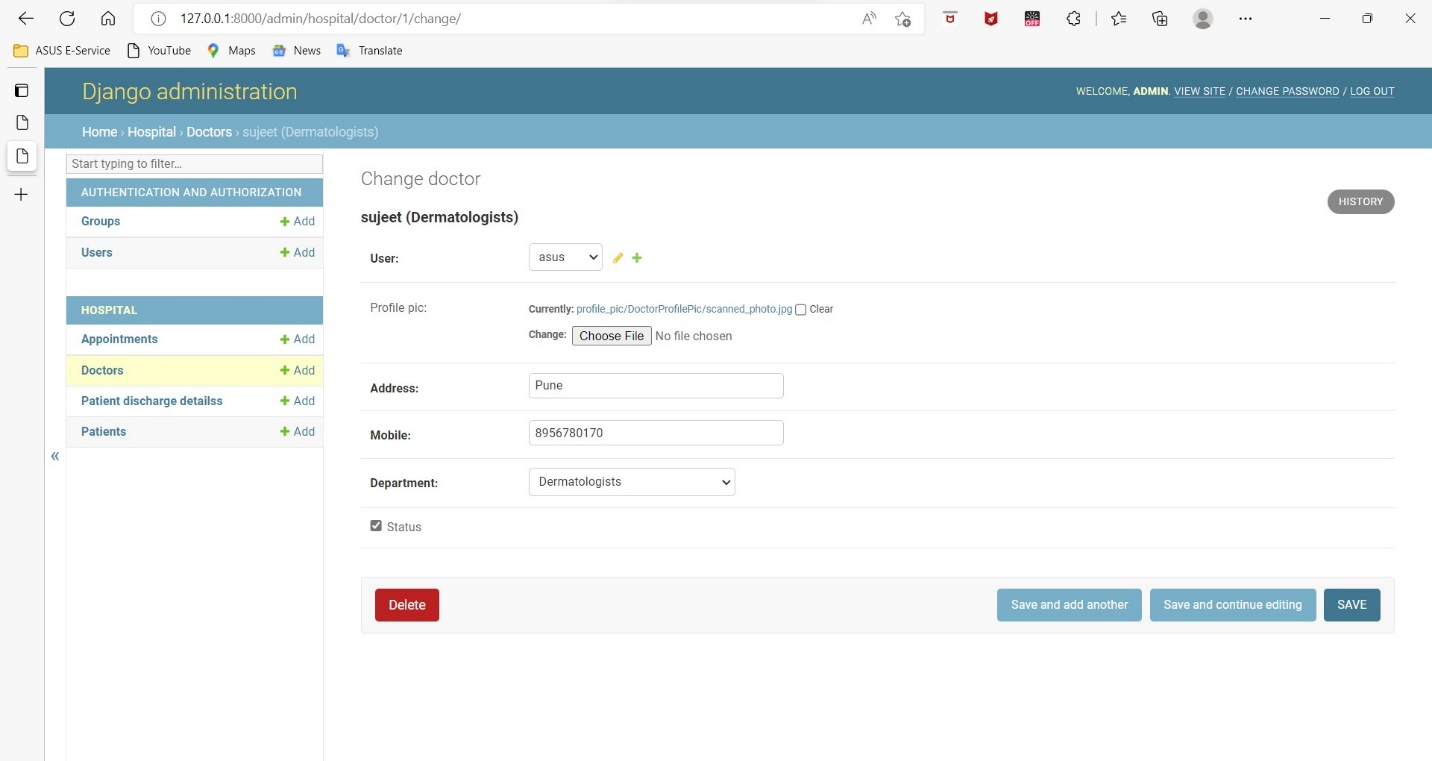 127.0.0.1:8000/admin/hospital/doctor/1/change/
ASUS E-Service YouTube Maps News Translate
Django administration
WELCOME, ADMIN. VIEW SITE / CHANGE PASSWORD / LOG OUT
Home › Hospital › Doctors › sujeet (Dermatologists)
Start typing to filter...
AUTHENTICATION AND AUTHORIZATION
Groups + Add
Users + Add
HOSPITAL
Appointments + Add
Doctors + Add
Patient discharge detailss + Add
Patients + Add
«
Change doctor
HISTORY
sujeet (Dermatologists)
User: asus
Profile pic: Currently: profile_pic/DoctorProfilePic/scanned_photo.jpg Clear
Change: Choose File No file chosen
Address: Pune
Mobile: 8956780170
Department: Dermatologists
Status
Delete Save and add another Save and continue editing SAVE